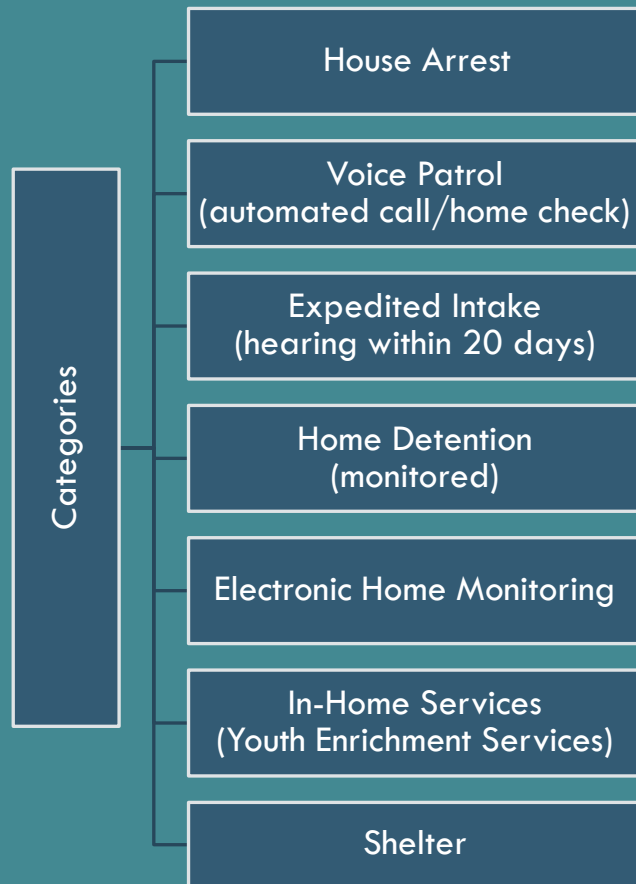 Categories
House Arrest
Voice Patrol
(automated call/home check)
Expedited Intake
(hearing within 20 days)
Home Detention
(monitored)
Electronic Home Monitoring
In-Home Services
(Youth Enrichment Services)
Shelter